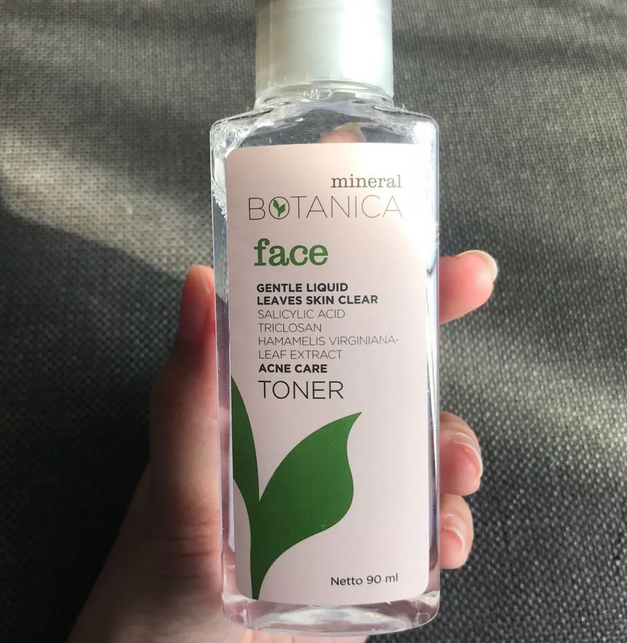 mineral
BOTANICA
face
GENTLE LIQUID
LEAVES SKIN CLEAR
SALICYLIC ACID
TRICLOSAN
HAMAMELIS VIRGINIANA-
LEAF EXTRACT
ACNE CARE
TONER
Netto 90 ml